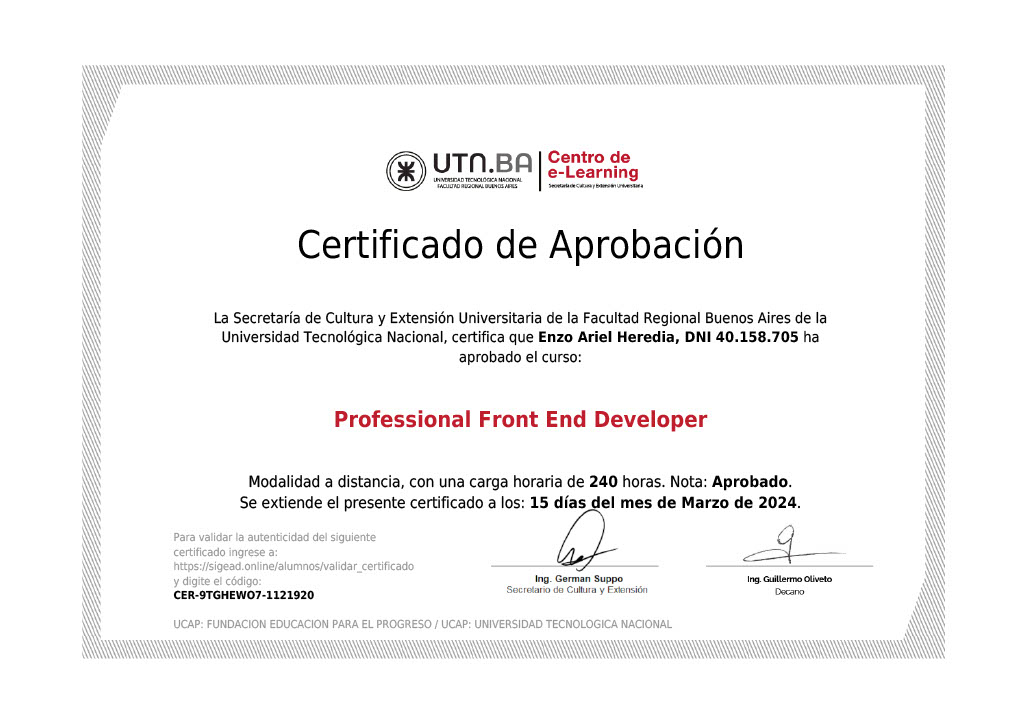 UTN.BA
UNIVERSIDAD TECNOLÓGICA NACIONAL
FACULTAD REGIONAL BUENOS AIRES
Centro de
e-Learning
Secretaría de Cultura y Extensión Universitaria
Certificado de Aprobación
La Secretaría de Cultura y Extensión Universitaria de la Facultad Regional Buenos Aires de la
Universidad Tecnológica Nacional, certifica que Enzo Ariel Heredia, DNI 40.158.705 ha
aprobado el curso:
Professional Front End Developer
Modalidad a distancia, con una carga horaria de 240 horas. Nota: Aprobado.
Se extiende el presente certificado a los: 15 días del mes de Marzo de 2024.
Para validar la autenticidad del siguiente
certificado ingrese a:
https://sigead.online/alumnos/validar_certificado
y digite el código:
CER-9TGHEWO7-1121920
Ing. German Suppo
Secretario de Cultura y Extensión
Ing. Guillermo Oliveto
Decano
UCAP: FUNDACION EDUCACION PARA EL PROGRESO / UCAP: UNIVERSIDAD TECNOLOGICA NACIONAL